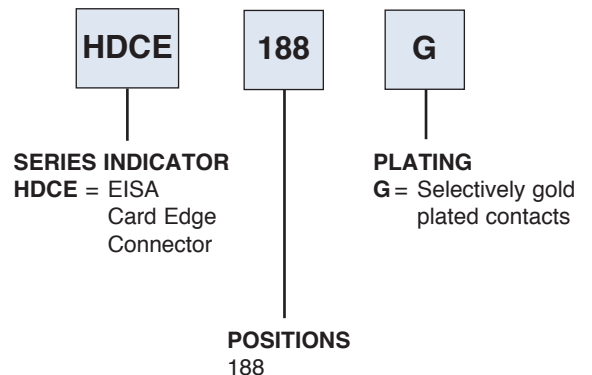 HDCE 188 G
SERIES INDICATOR
HDCE = EISA
Card Edge
Connector
PLATING
G = Selectively gold
plated contacts
POSITIONS
188